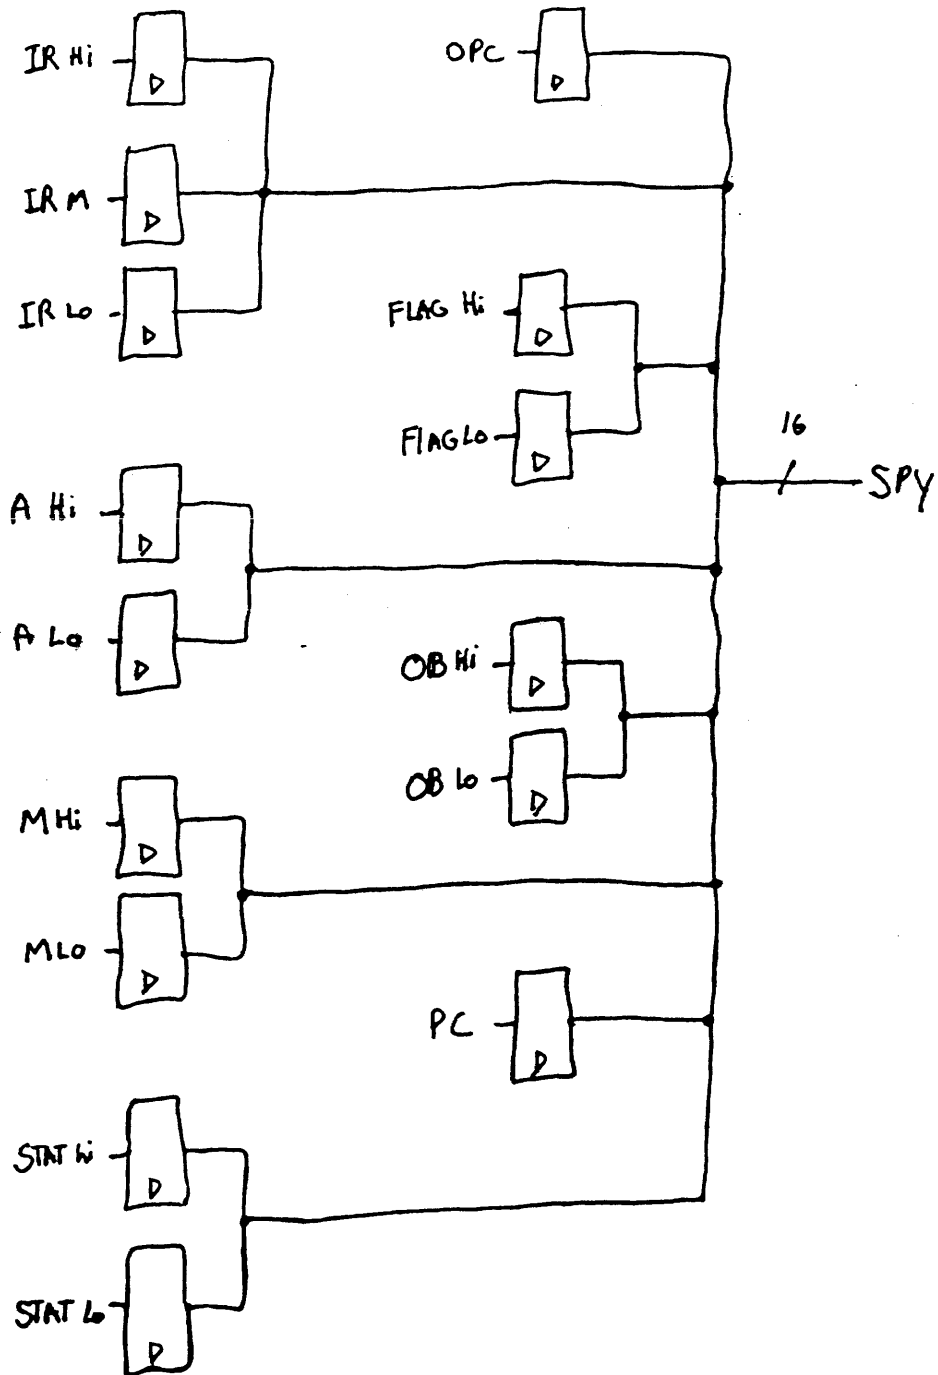 IR Hi
OPC
IR M
IR Lo
FLAG Hi
FlAG Lo
16
SPY
A Hi
A Lo
OB Hi
OB Lo
M Hi
M Lo
PC
STAT Hi
STAT Lo